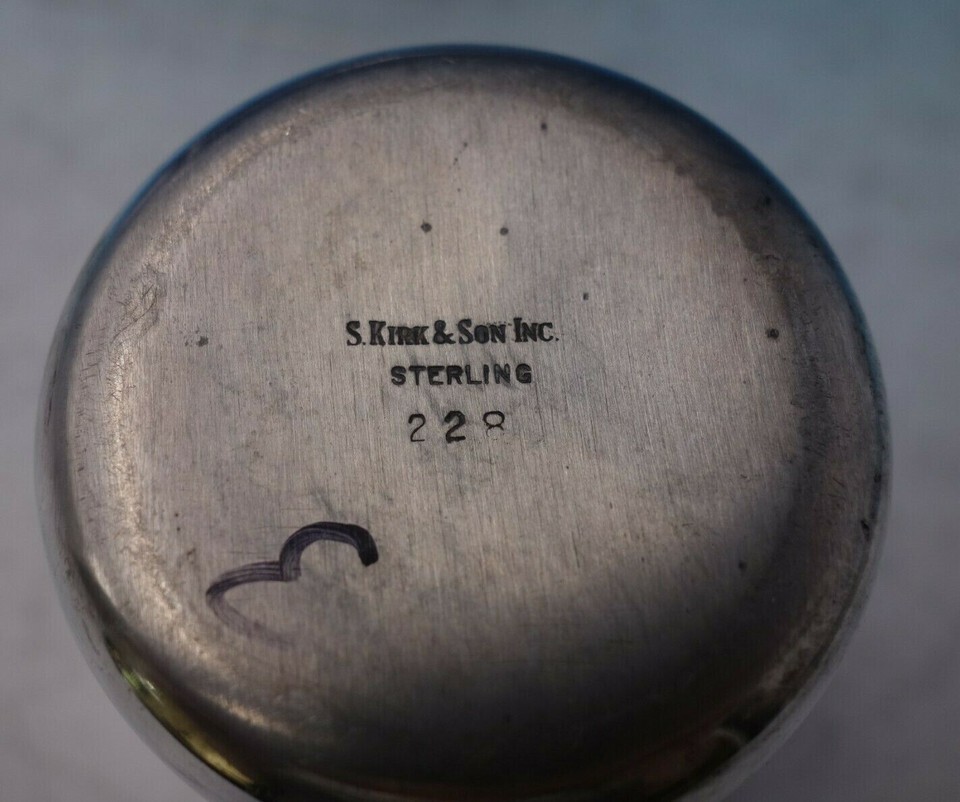 S. KIRK & SON INC.
STERLING
228